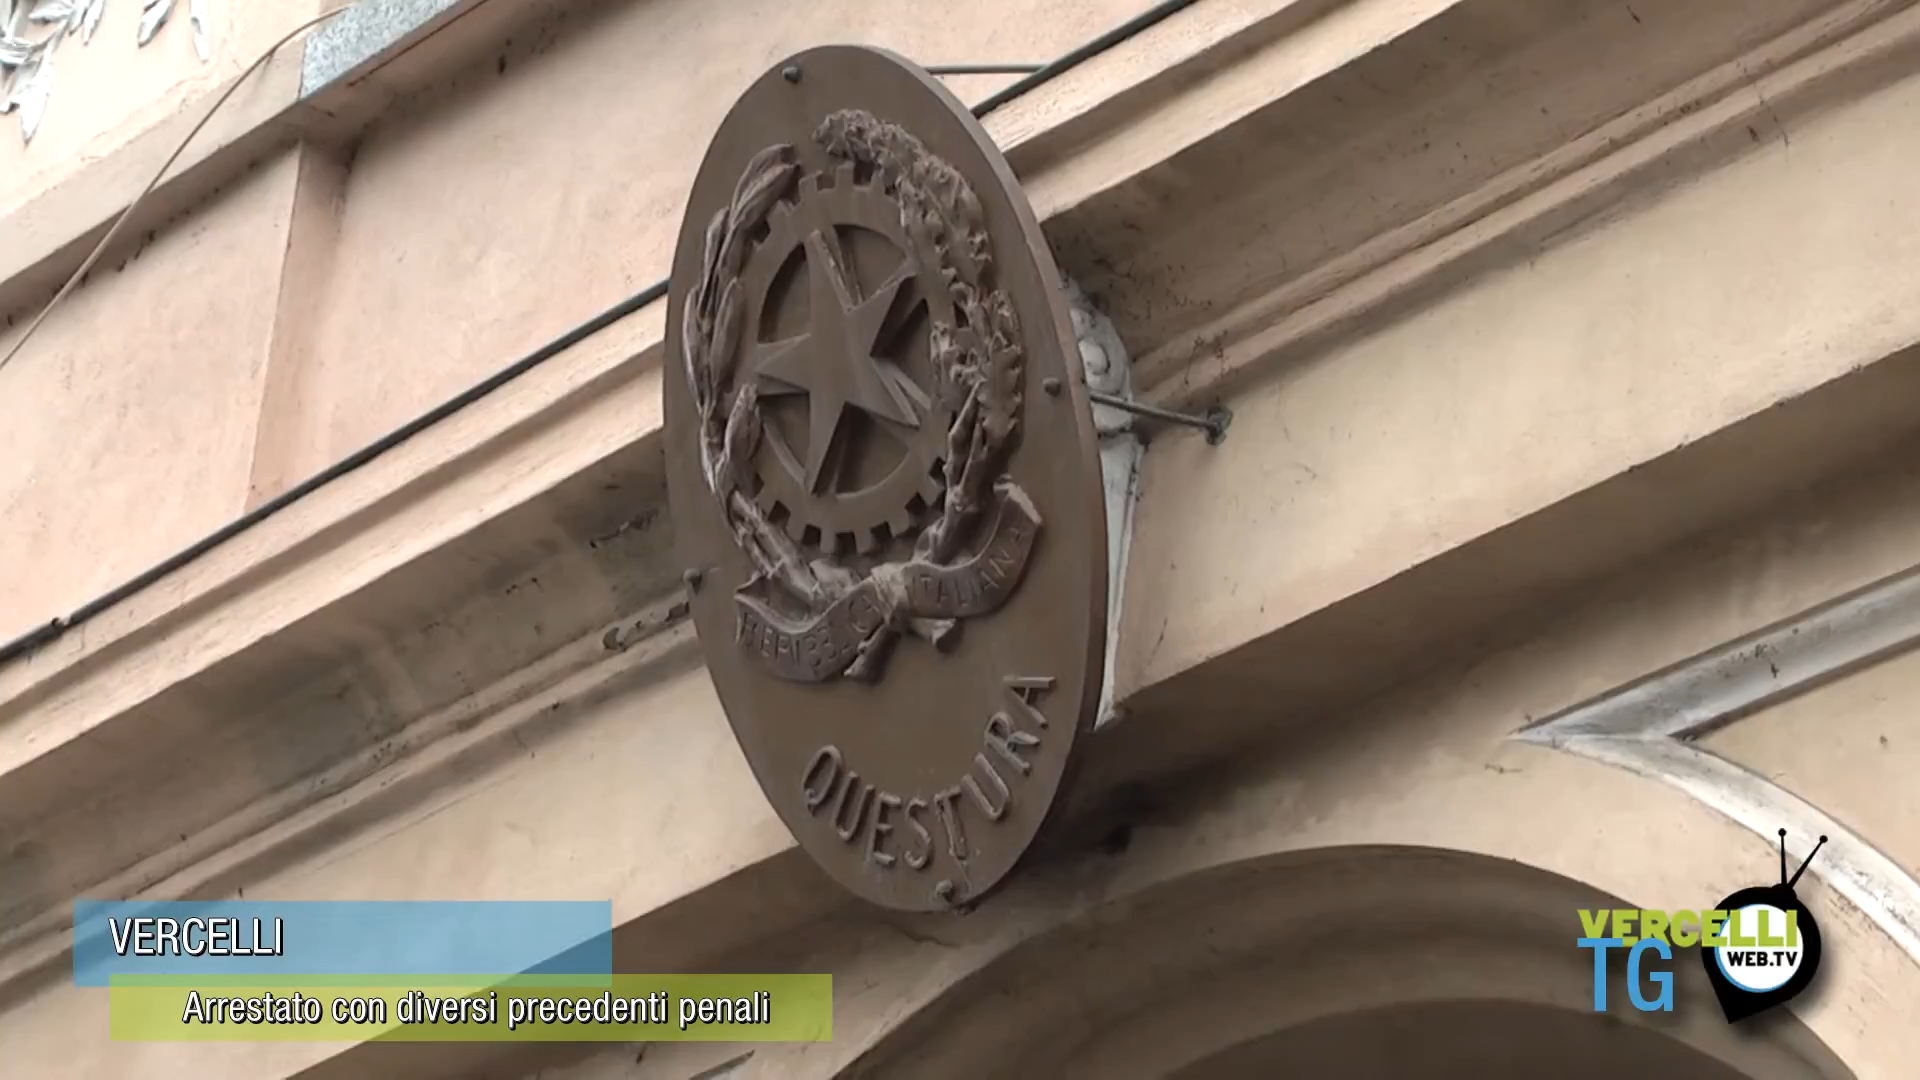 REPUBBLICA ITALIANA
QUESTURA
VERCELLI
Arrestato con diversi precedenti penali
VERCELLI
WEB.TV
TG